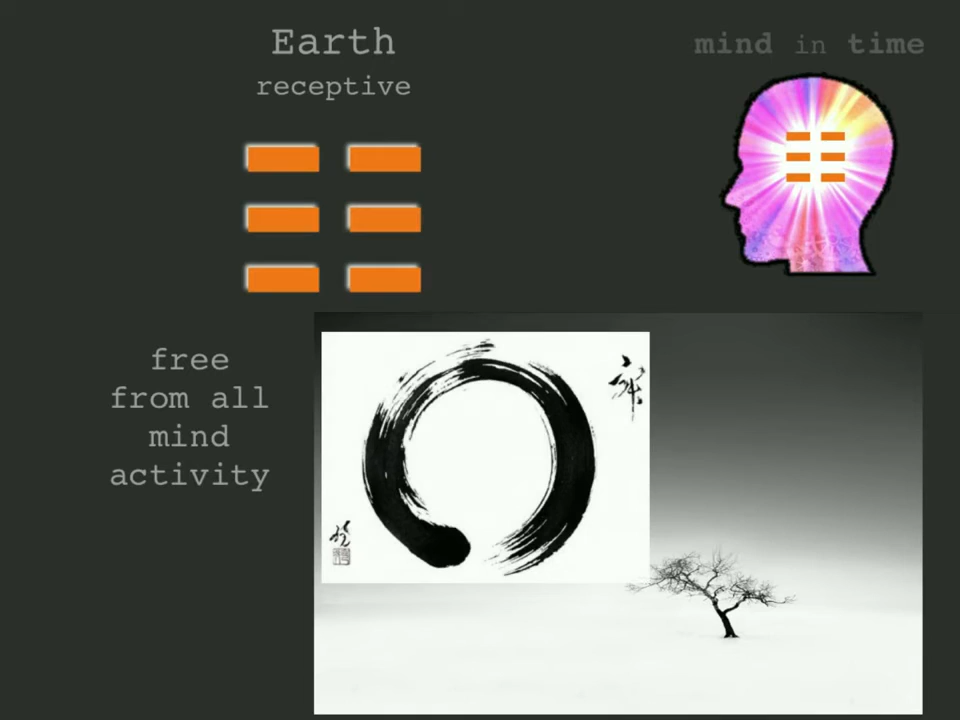 Earth
receptive
mind in time
free
from all
mind
activity